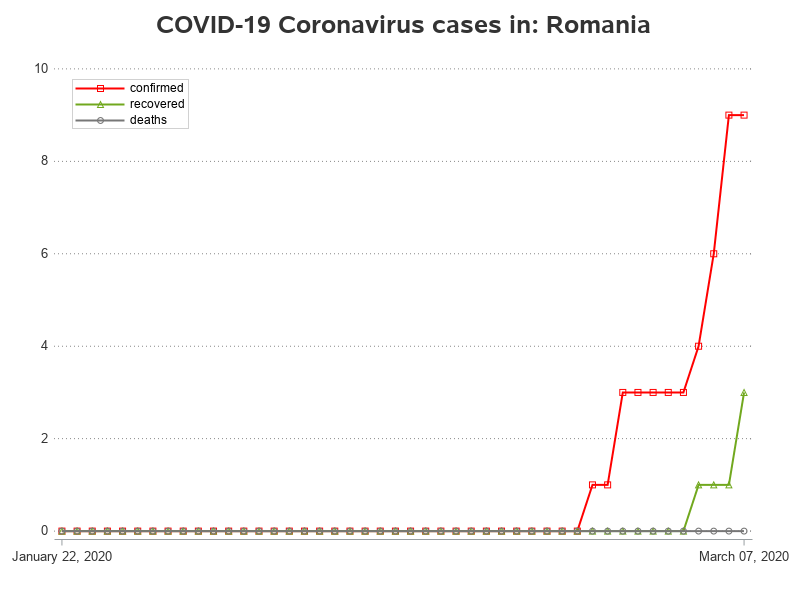 COVID-19 Coronavirus cases in: Romania
10
confirmed
recovered
deaths
8
6
4
2
0
January 22, 2020 March 07, 2020